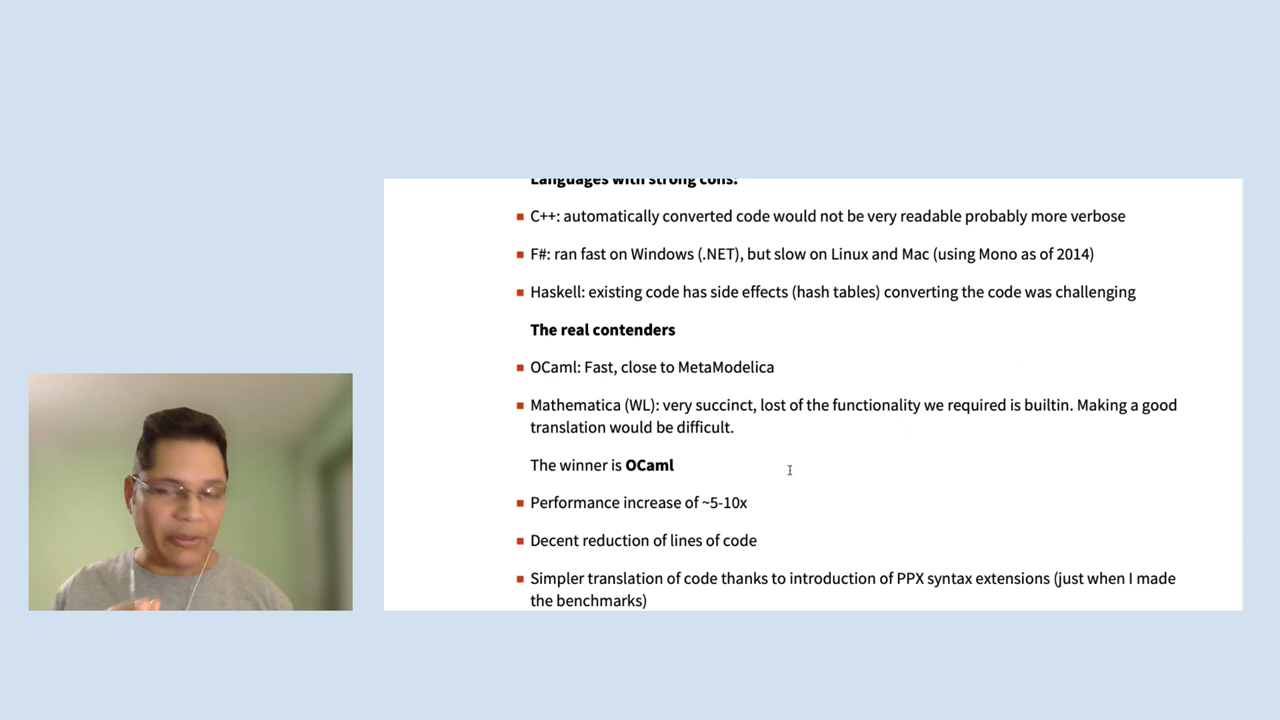 Languages with strong cons:
C++: automatically converted code would not be very readable probably more verbose
F#: ran fast on Windows (.NET), but slow on Linux and Mac (using Mono as of 2014)
Haskell: existing code has side effects (hash tables) converting the code was challenging
The real contenders
OCaml: Fast, close to MetaModelica
Mathematica (WL): very succinct, lost of the functionality we required is builtin. Making a good
translation would be difficult.
The winner is OCaml
Performance increase of ~5-10x
Decent reduction of lines of code
Simpler translation of code thanks to introduction of PPX syntax extensions (just when I made
the benchmarks)